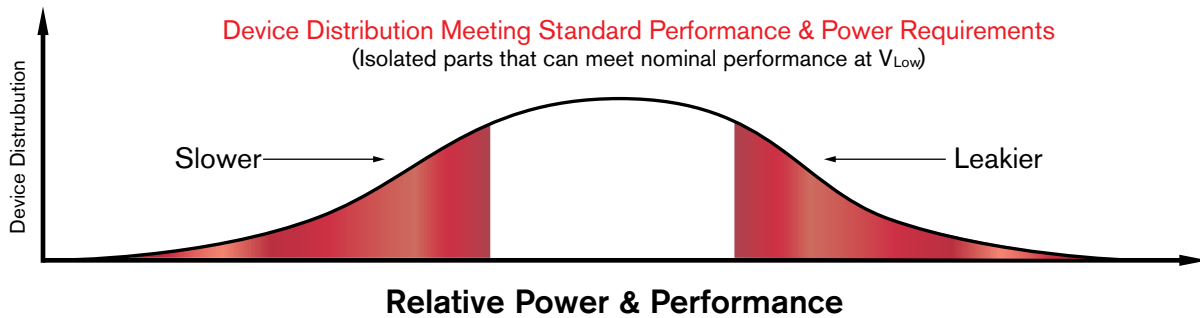 Device Distribution Meeting Standard Performance & Power Requirements
(Isolated parts that can meet nominal performance at VLow)
Device Distrubution
Slower
Leakier
Relative Power & Performance